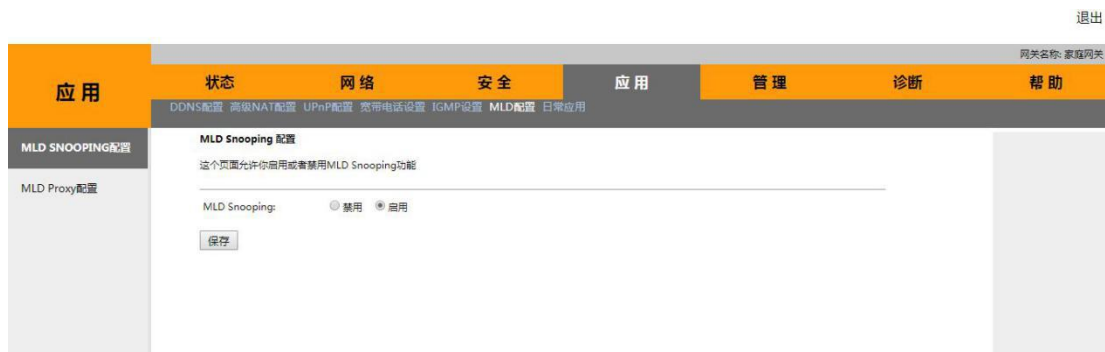 退出
网关名称: 家庭网关
应用
状态 网络 安全 应用 管理 诊断 帮助
DDNS配置 高级NAT配置 UPnP配置 宽带电话设置 IGMP设置 MLD配置 日常应用
MLD SNOOPING配置
MLD Proxy配置
MLD Snooping 配置
这个页面允许你启用或者禁用MLD Snooping功能
MLD Snooping: 禁用 启用
保存